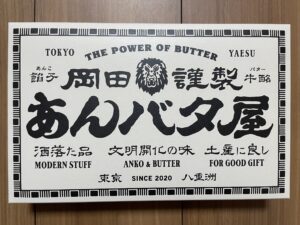 TOKYO THE POWER OF BUTTER YAESU
あんこ バター
餡子 岡田謹製 牛酪
あんバタ屋
洒落た品 文明開化の味 土産に良し
MODERN STUFF ANKO & BUTTER FOR GOOD GIFT
東京 SINCE 2020 八重洲